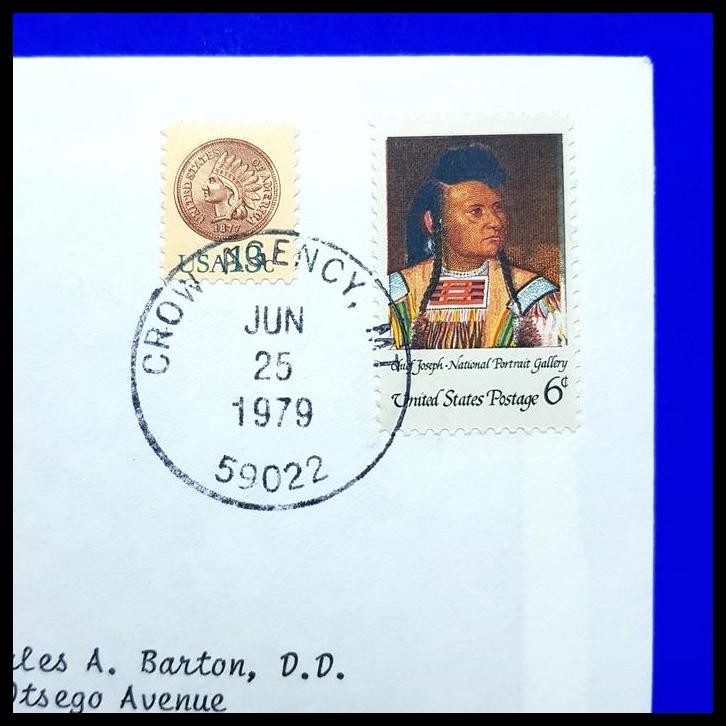 UNITED STATES OF AMERICA
1877
USA 13c
CROW AGENCY, MT
JUN
25
1979
59022
Chief Joseph - National Portrait Gallery
United States Postage 6¢
les A. Barton, D.D.
Otsego Avenue